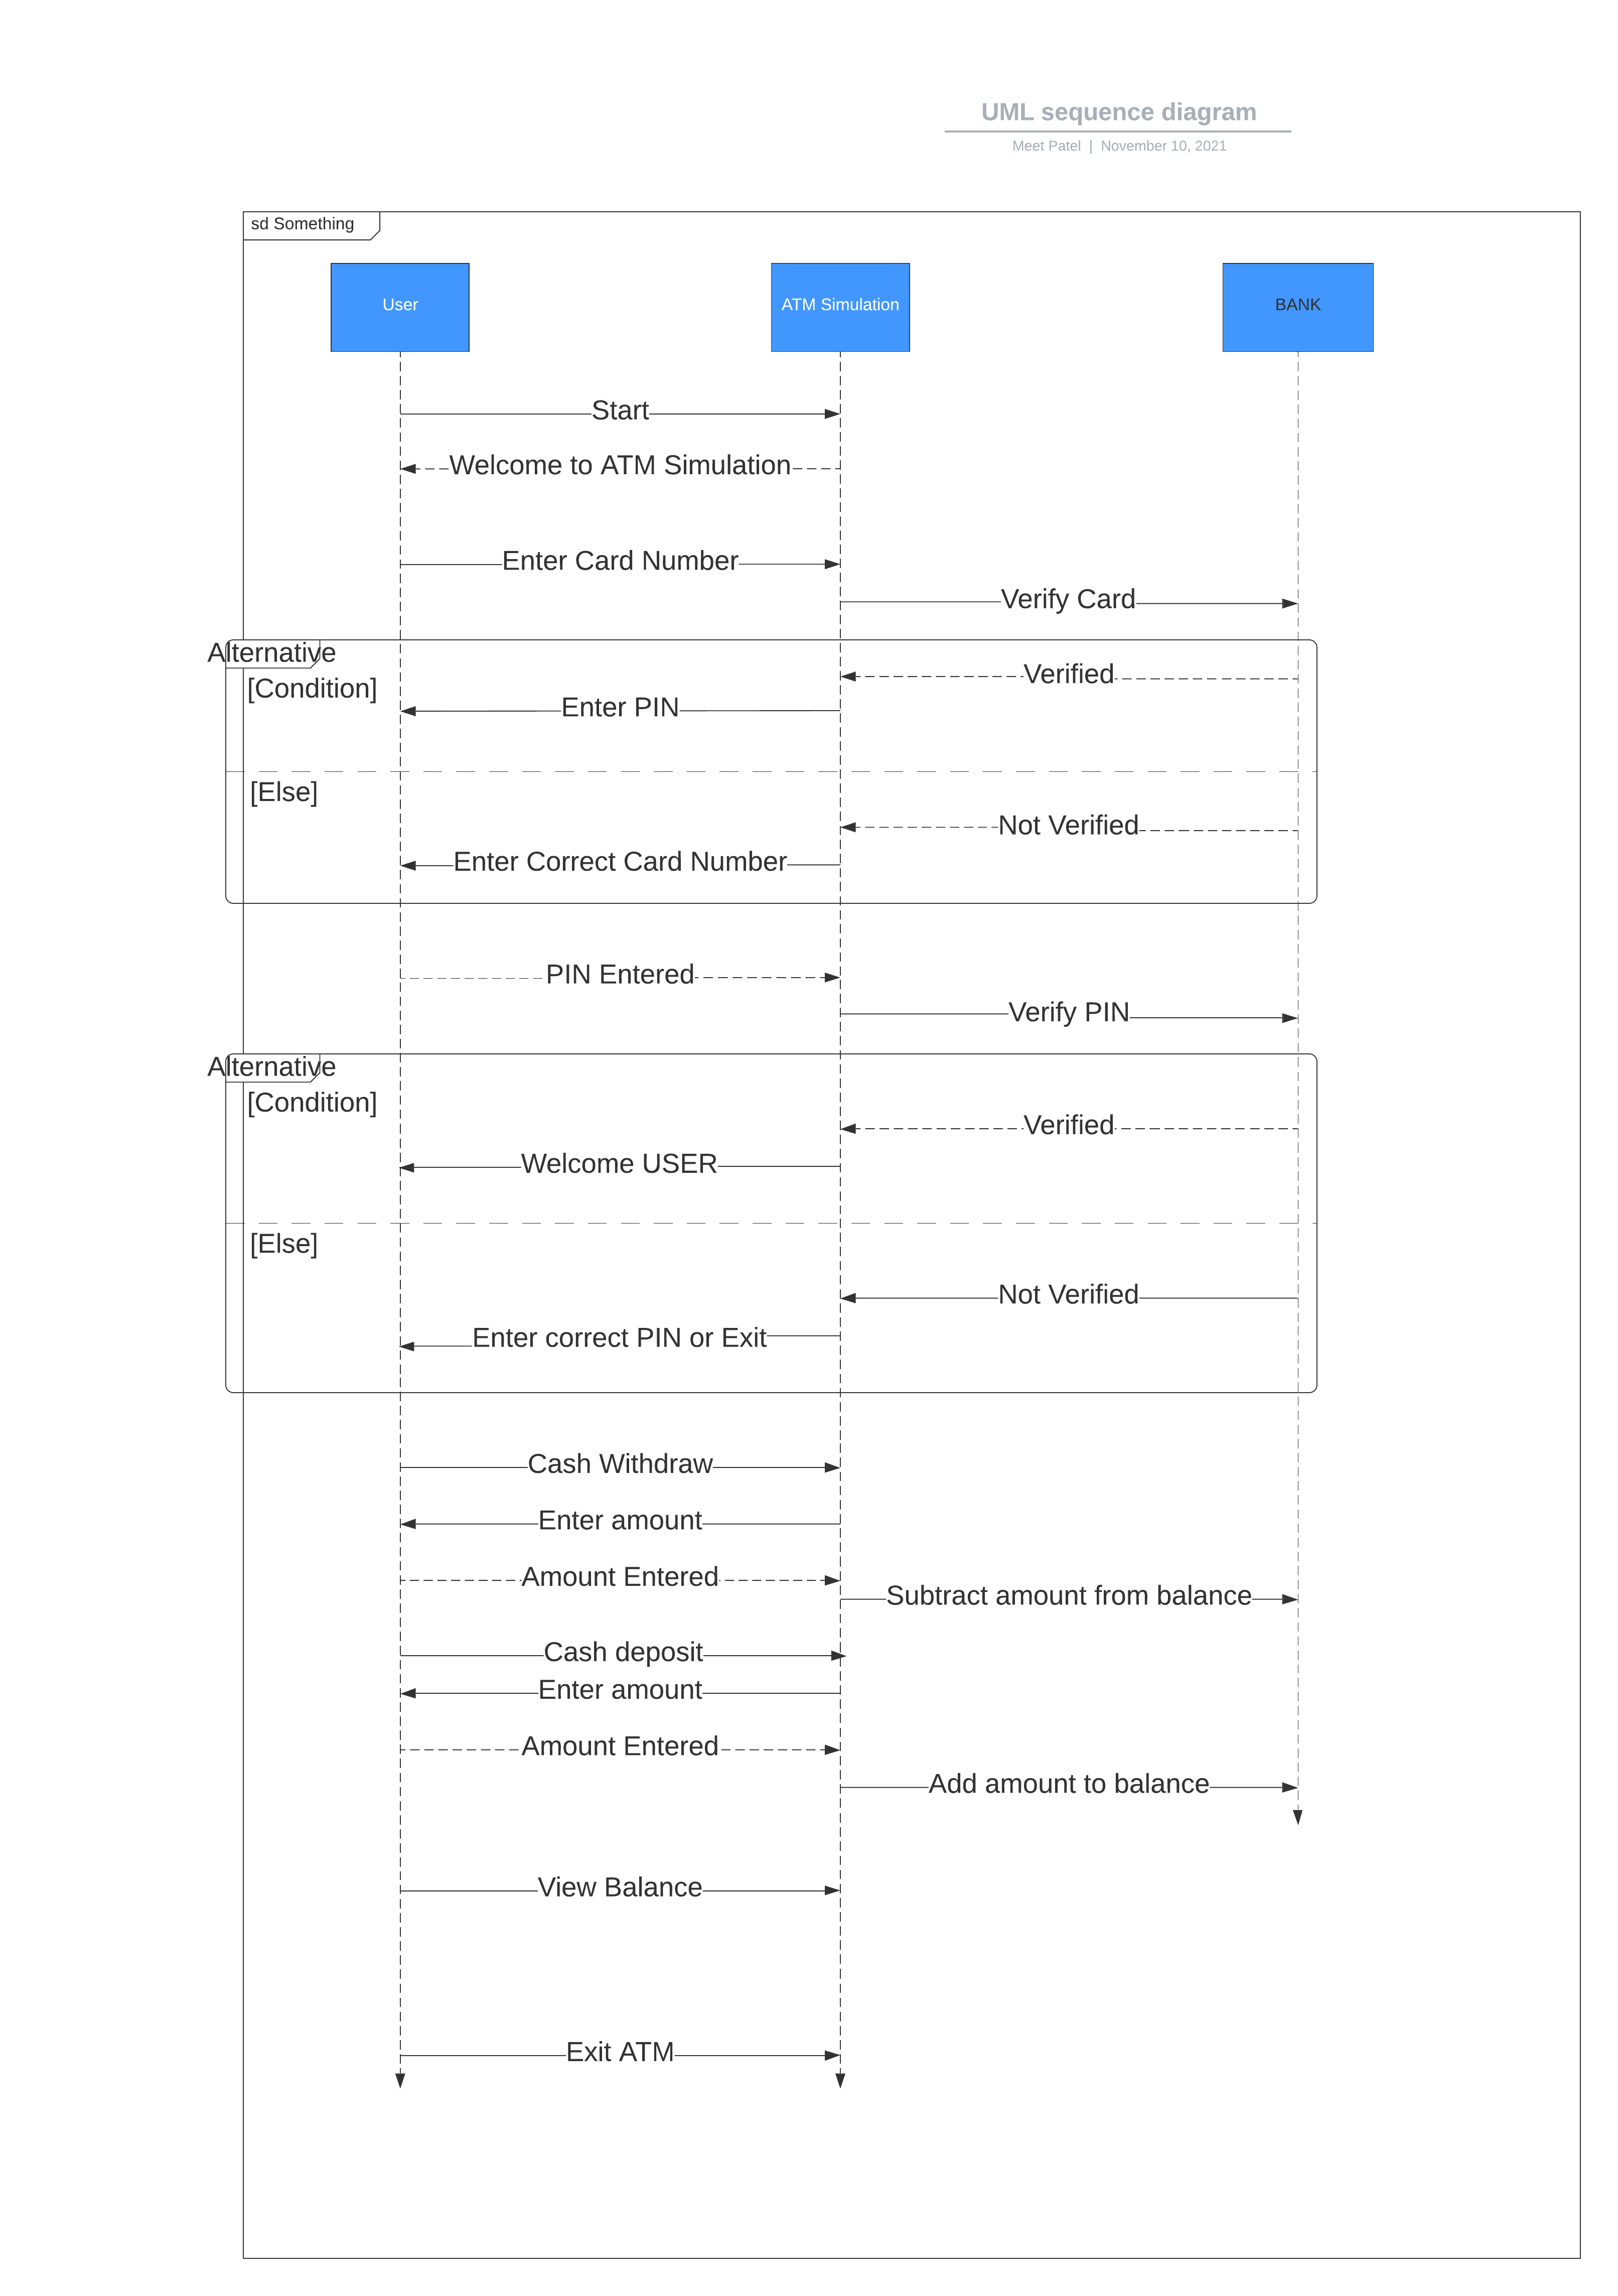 UML sequence diagram
Meet Patel | November 10, 2021
sd Something
User
ATM Simulation
BANK
Start
Welcome to ATM Simulation
Enter Card Number
Verify Card
Alternative
[Condition]
Verified
Enter PIN
[Else]
Not Verified
Enter Correct Card Number
PIN Entered
Verify PIN
Alternative
[Condition]
Verified
Welcome USER
[Else]
Not Verified
Enter correct PIN or Exit
Cash Withdraw
Enter amount
Amount Entered
Subtract amount from balance
Cash deposit
Enter amount
Amount Entered
Add amount to balance
View Balance
Exit ATM